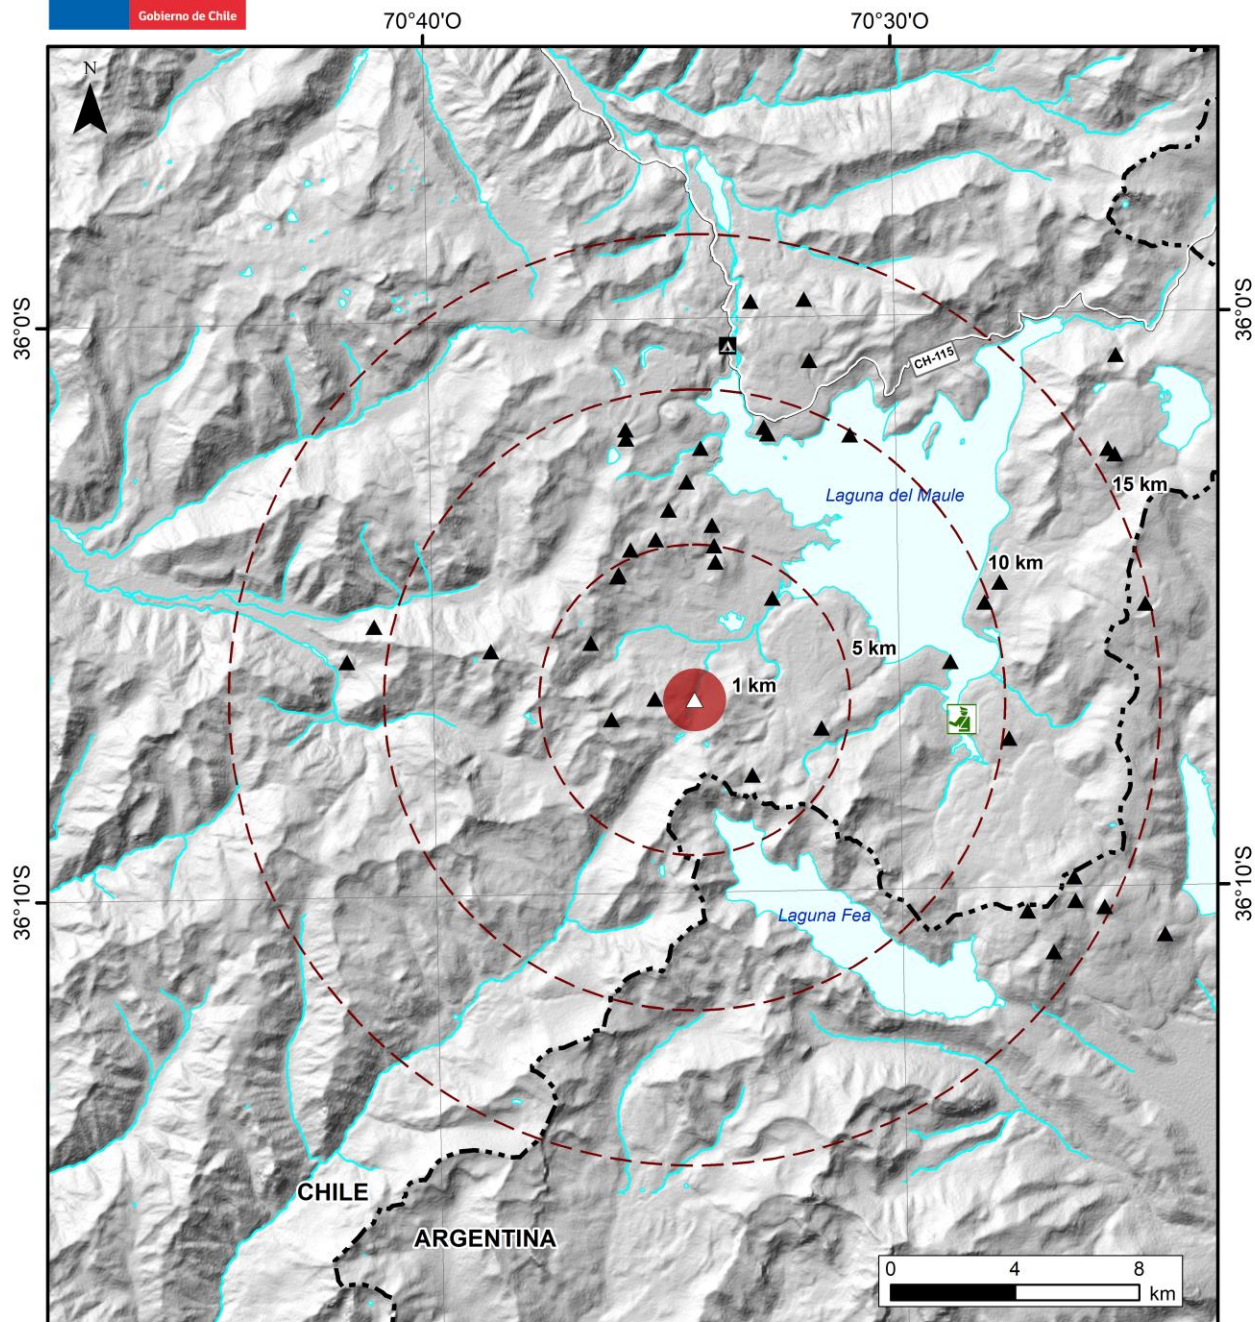 Gobierno de Chile
70°40'O
70°30'O
N
36°0'S
36°0'S
CH-115
15 km
Laguna del Maule
10 km
5 km
1 km
36°10'S
36°10'S
Laguna Fea
CHILE
ARGENTINA
0 4 8
km